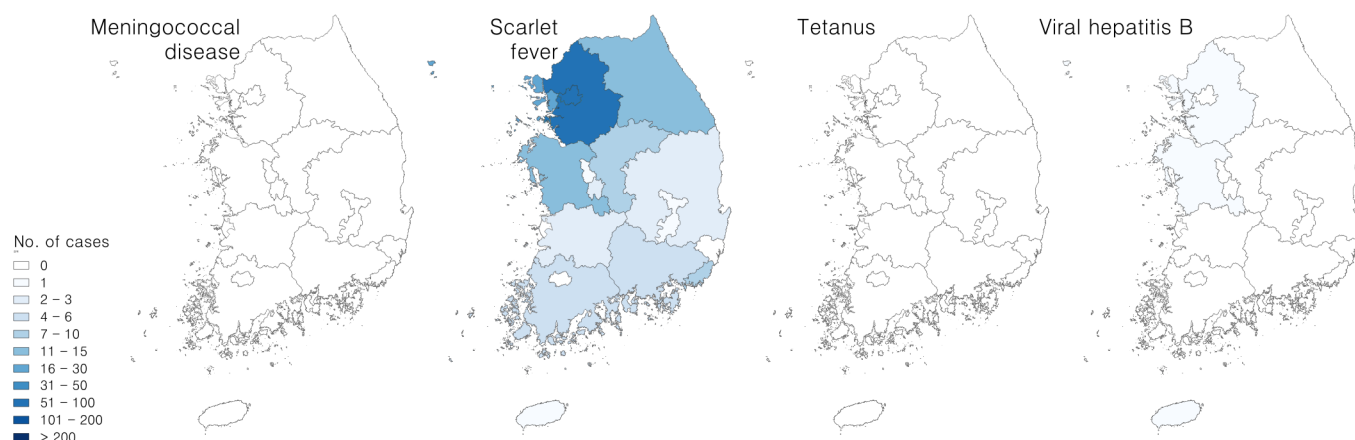 Meningococcal
disease
Scarlet
fever
Tetanus
Viral hepatitis B
No. of cases
0
1
2 - 3
4 - 6
7 - 10
11 - 15
16 - 30
31 - 50
51 - 100
101 - 200
> 200